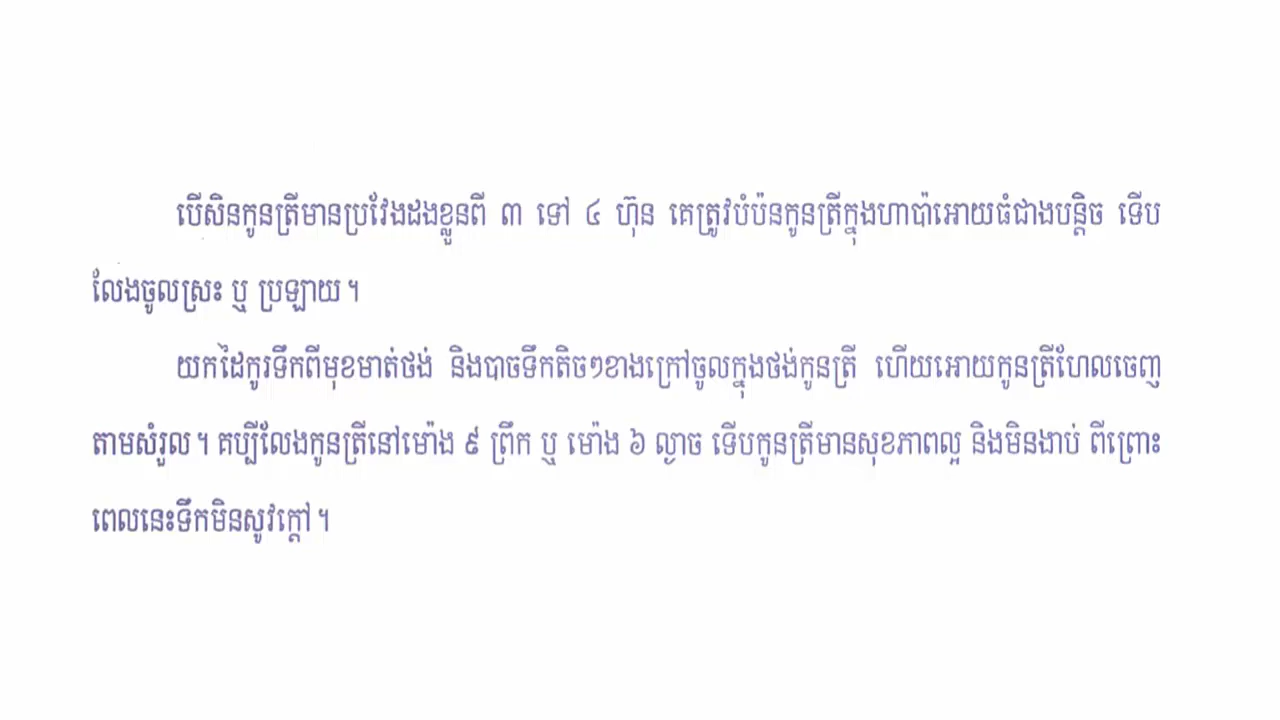 បើសិនកូនត្រីមានប្រវែងដងខ្លួនពី ៣ ទៅ ៤ ហ៊ុន គេត្រូវបំប៉នកូនត្រីក្នុងហាប៉ាអោយធំជាងបន្តិច ទើប
លែងចូលស្រះ ឬ ប្រឡាយ។
យកដៃកូរទឹកពីមុខមាត់ថង់ និងបាចទឹកតិចៗខាងក្រៅចូលក្នុងថង់កូនត្រី ហើយអោយកូនត្រីហែលចេញ
តាមសំរួល។ គប្បីលែងកូនត្រីនៅម៉ោង ៩ ព្រឹក ឬ ម៉ោង ៦ ល្ងាច ទើបកូនត្រីមានសុខភាពល្អ និងមិនងាប់ ពីព្រោះ
ពេលនេះទឹកមិនសូវក្តៅ។